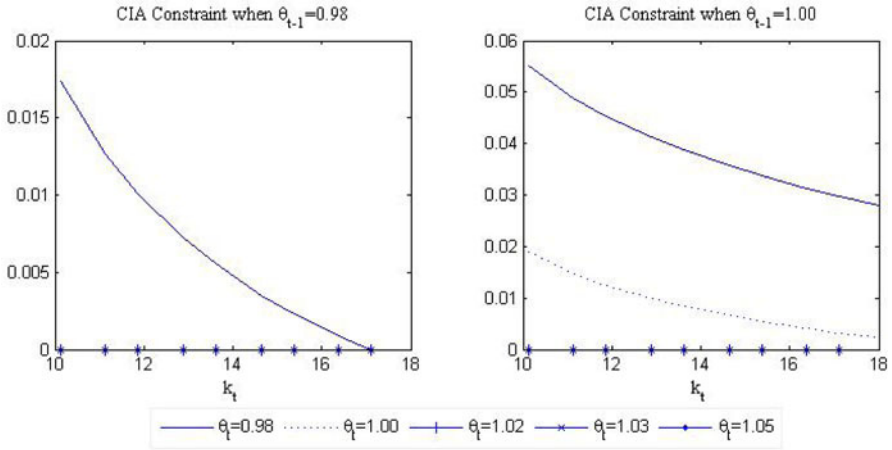 CIA Constraint when θt-1=0.98
0.02
0.015
0.01
0.005
0
10 12 14 16 18
kt
CIA Constraint when θt-1=1.00
0.06
0.05
0.04
0.03
0.02
0.01
0
10 12 14 16 18
kt
θt=0.98 θt=1.00 θt=1.02 θt=1.03 θt=1.05